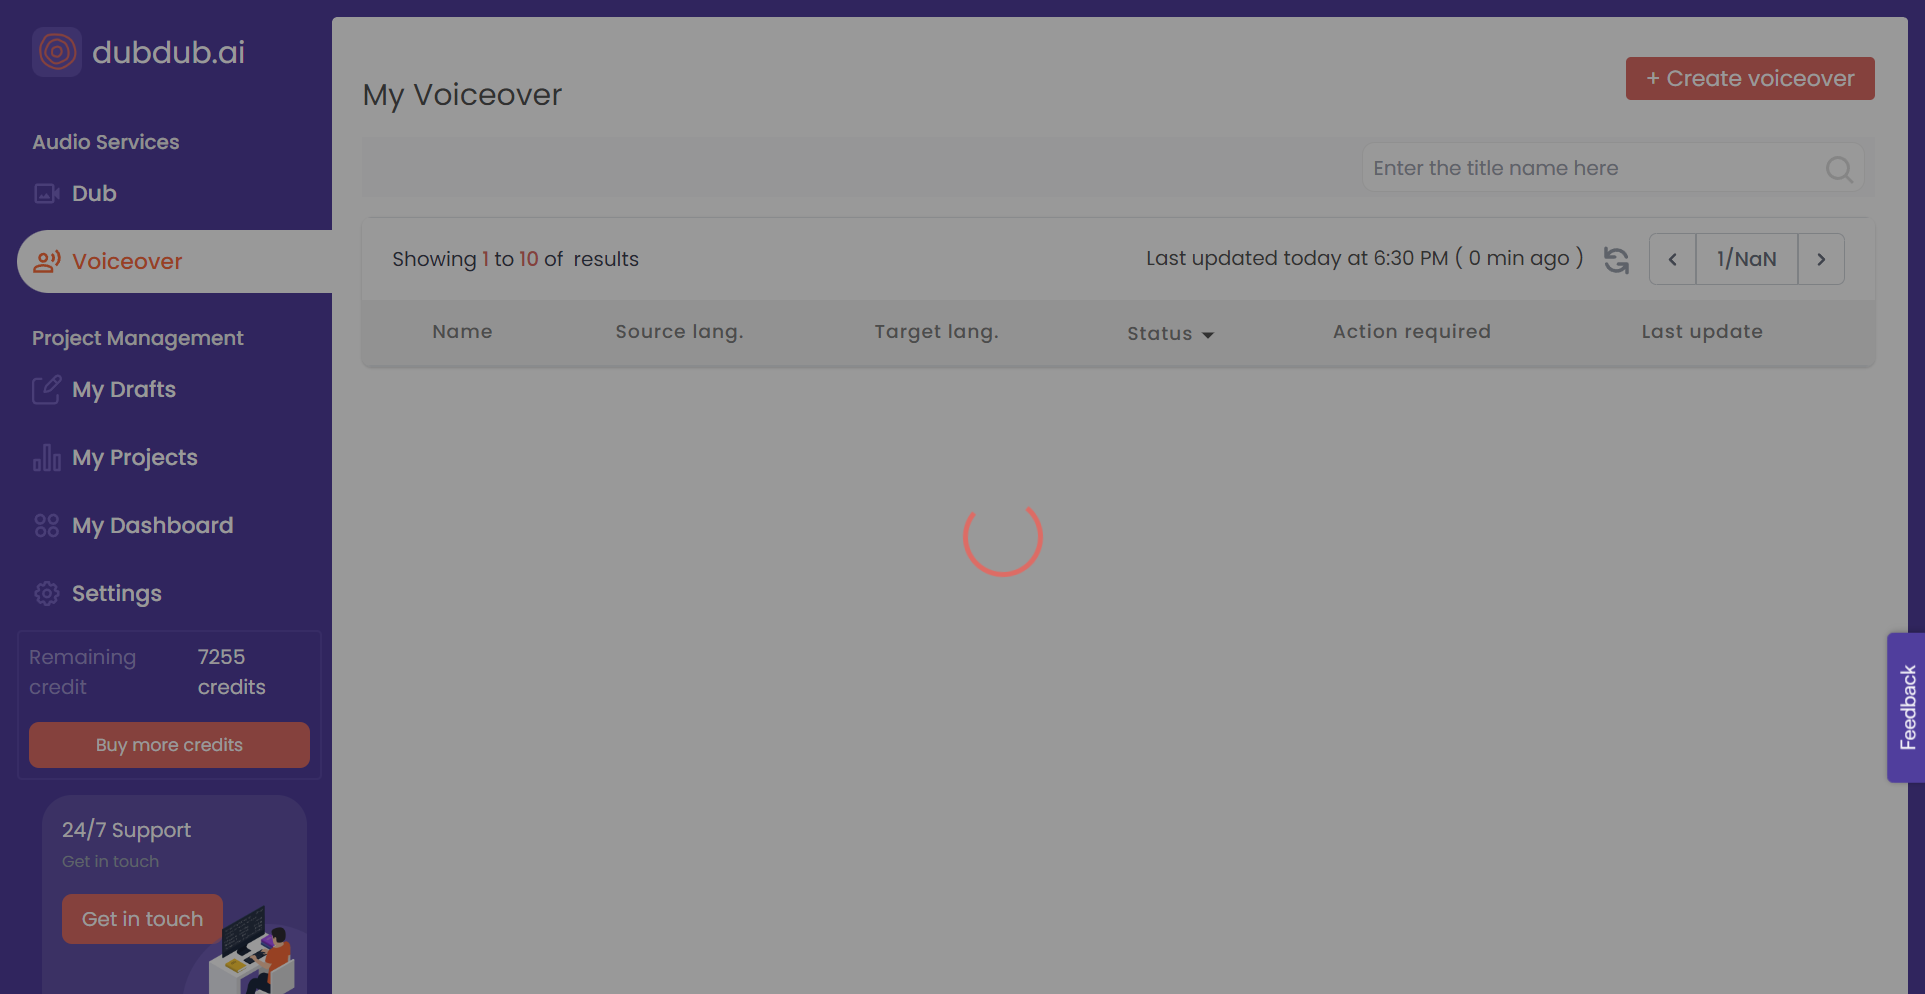 dubdub.ai
Audio Services
Dub
Voiceover
Project Management
My Drafts
My Projects
My Dashboard
Settings
Remaining credit
7255 credits
Buy more credits
24/7 Support
Get in touch
Get in touch
My Voiceover
+ Create voiceover
Enter the title name here
Showing 1 to 10 of results
Last updated today at 6:30 PM ( 0 min ago )
< 1/NaN >
Name Source lang. Target lang. Status Action required Last update
Feedback